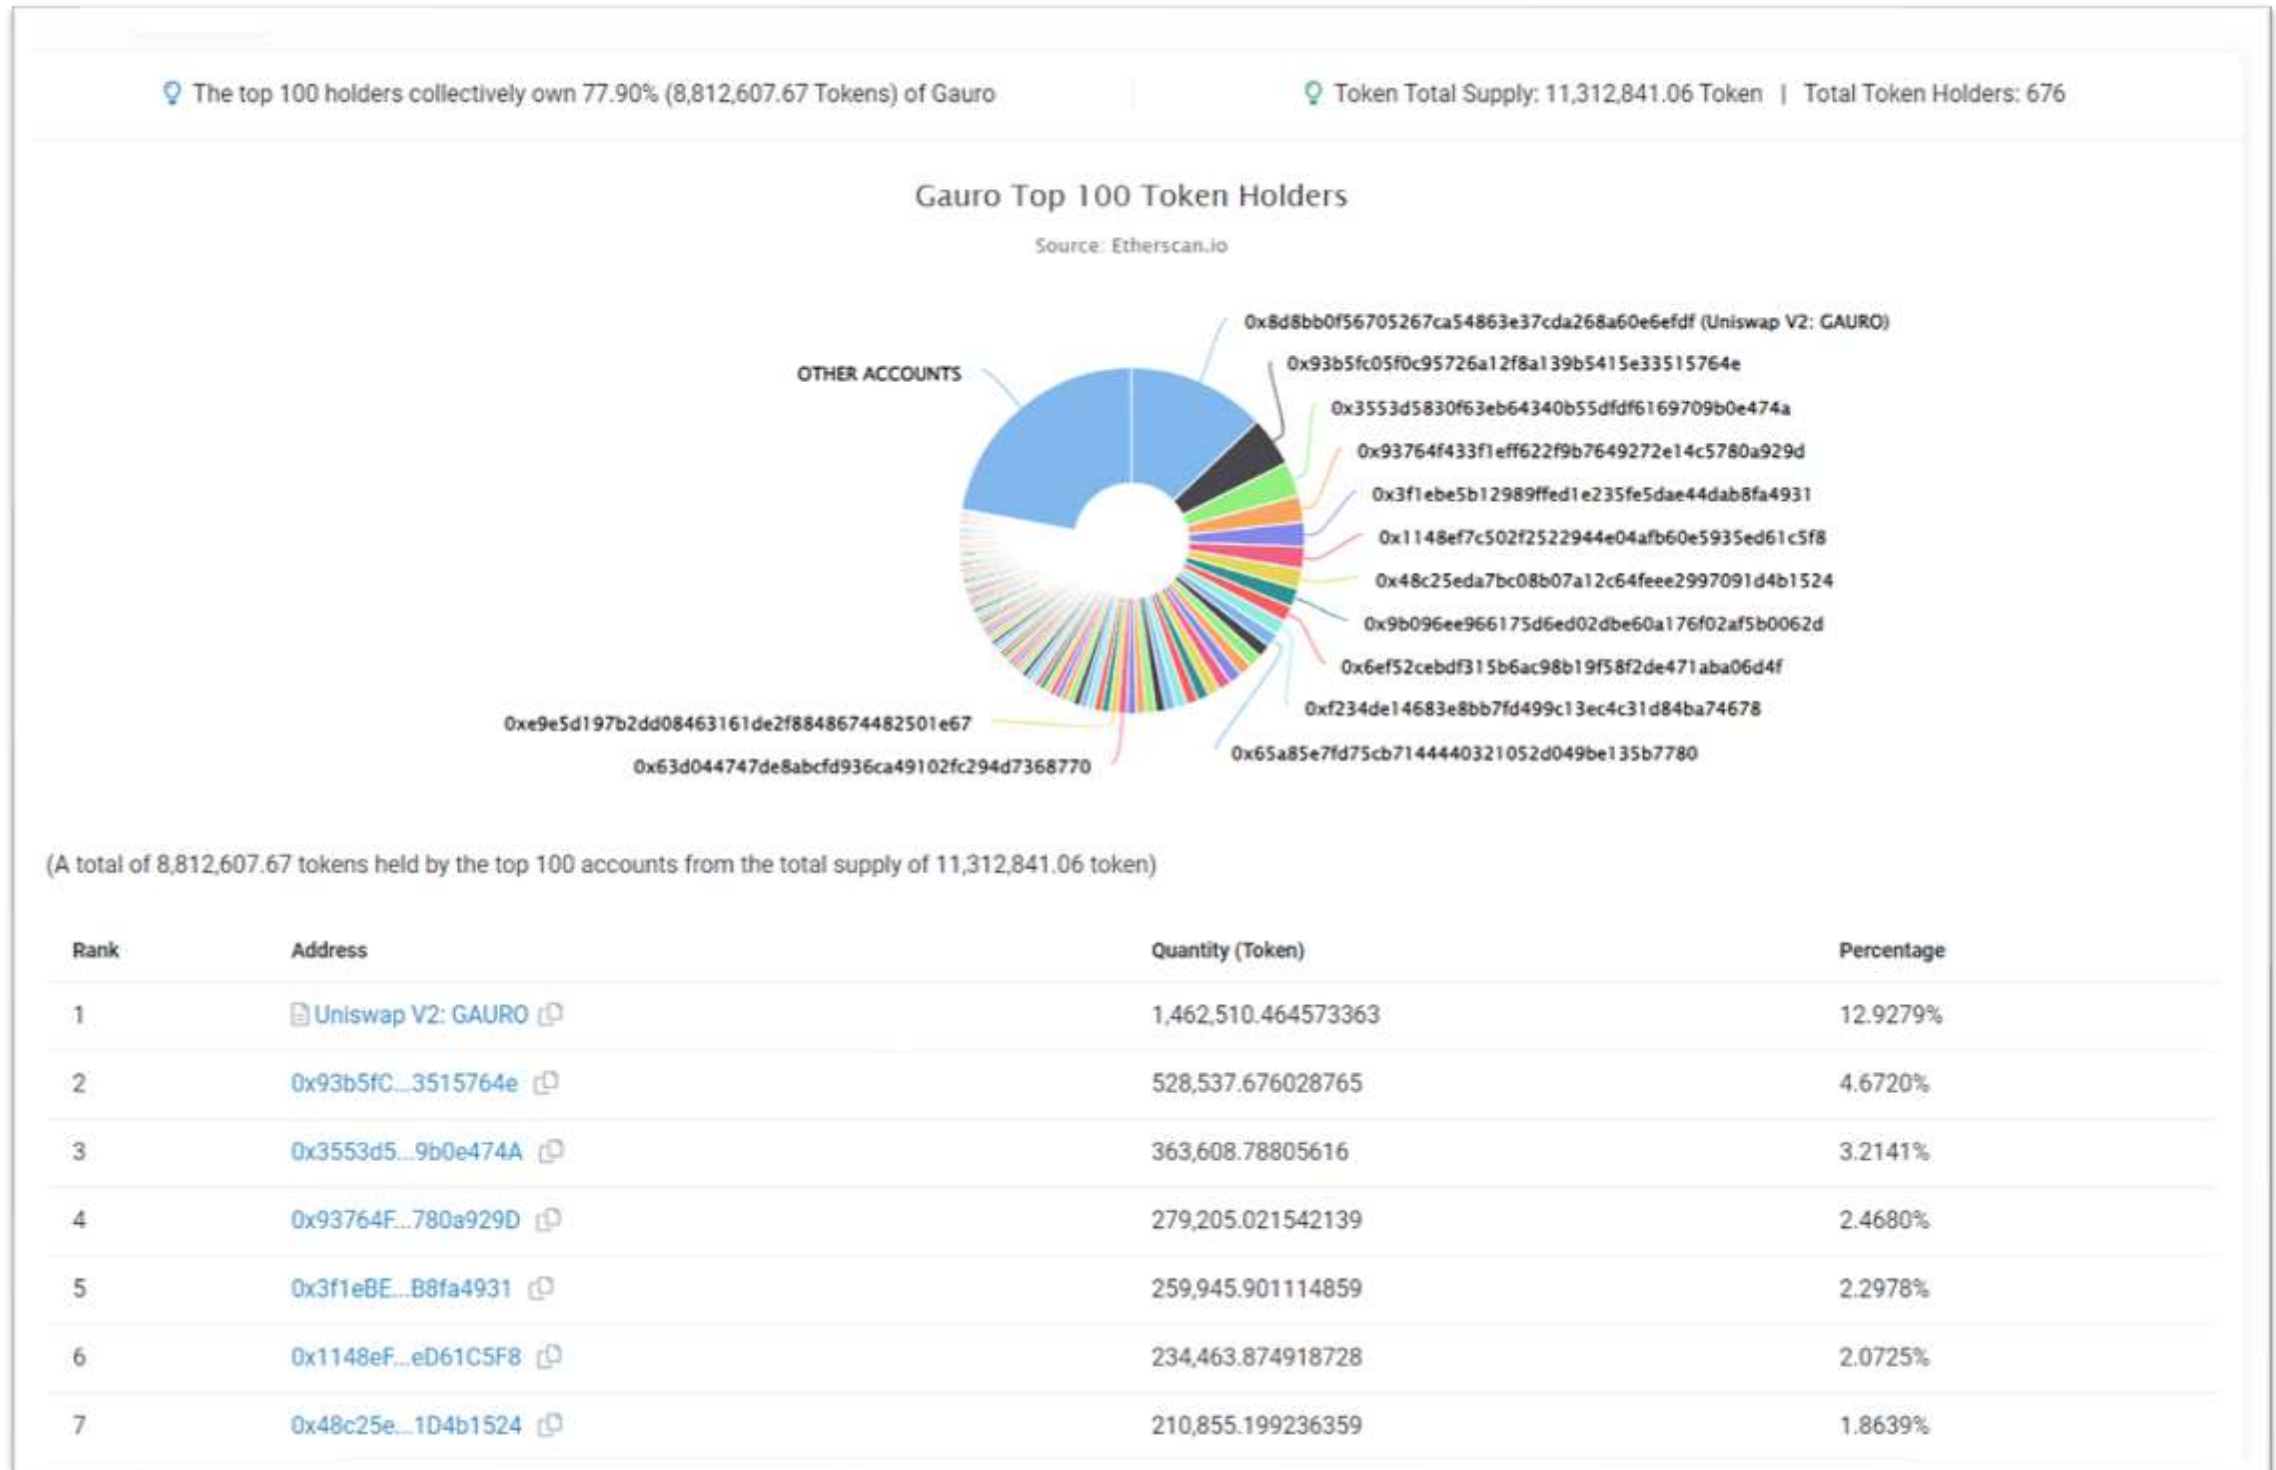 The top 100 holders collectively own 77.90% (8,812,607.67 Tokens) of Gauro
Token Total Supply: 11,312,841.06 Token | Total Token Holders: 676
Gauro Top 100 Token Holders
Source: Etherscan.io
0x8d8bb0f56705267ca54863e37cda268a60e6efdf (Uniswap V2: GAURO)
0x93b5fc05f0c95726a12f8a139b5415e33515764e
OTHER ACCOUNTS
0x3553d5830f63eb64340b55dfdf6169709b0e474a
0x93764f433f1eff622f9b7649272e14c5780a929d
0x3f1ebe5b12989ffed1e235fe5dae44dab8fa4931
0x1148ef7c502f2522944e04afb60e5935ed61c5f8
0x48c25eda7bc08b07a12c64feee2997091d4b1524
0x9b096ee966175d6ed02dbe60a176f02af5b0062d
0x6ef52cebdf315b6ac98b19f58f2de471aba06d4f
0xf234de14683e8bb7fd499c13ec4c31d84ba74678
0xe9e5d197b2dd08463161de2f8848674482501e67
0x65a85e7fd75cb7144440321052d049be135b7780
0x63d044747de8abcfd936ca49102fc294d7368770
(A total of 8,812,607.67 tokens held by the top 100 accounts from the total supply of 11,312,841.06 token)
Rank Address Quantity (Token) Percentage
1 Uniswap V2: GAURO 1,462,510.464573363 12.9279%
2 0x93b5fC...3515764e 528,537.676028765 4.6720%
3 0x3553d5...9b0e474A 363,608.78805616 3.2141%
4 0x93764F...780a929D 279,205.021542139 2.4680%
5 0x3f1eBE...B8fa4931 259,945.901114859 2.2978%
6 0x1148eF...eD61C5F8 234,463.874918728 2.0725%
7 0x48c25e...1D4b1524 210,855.199236359 1.8639%